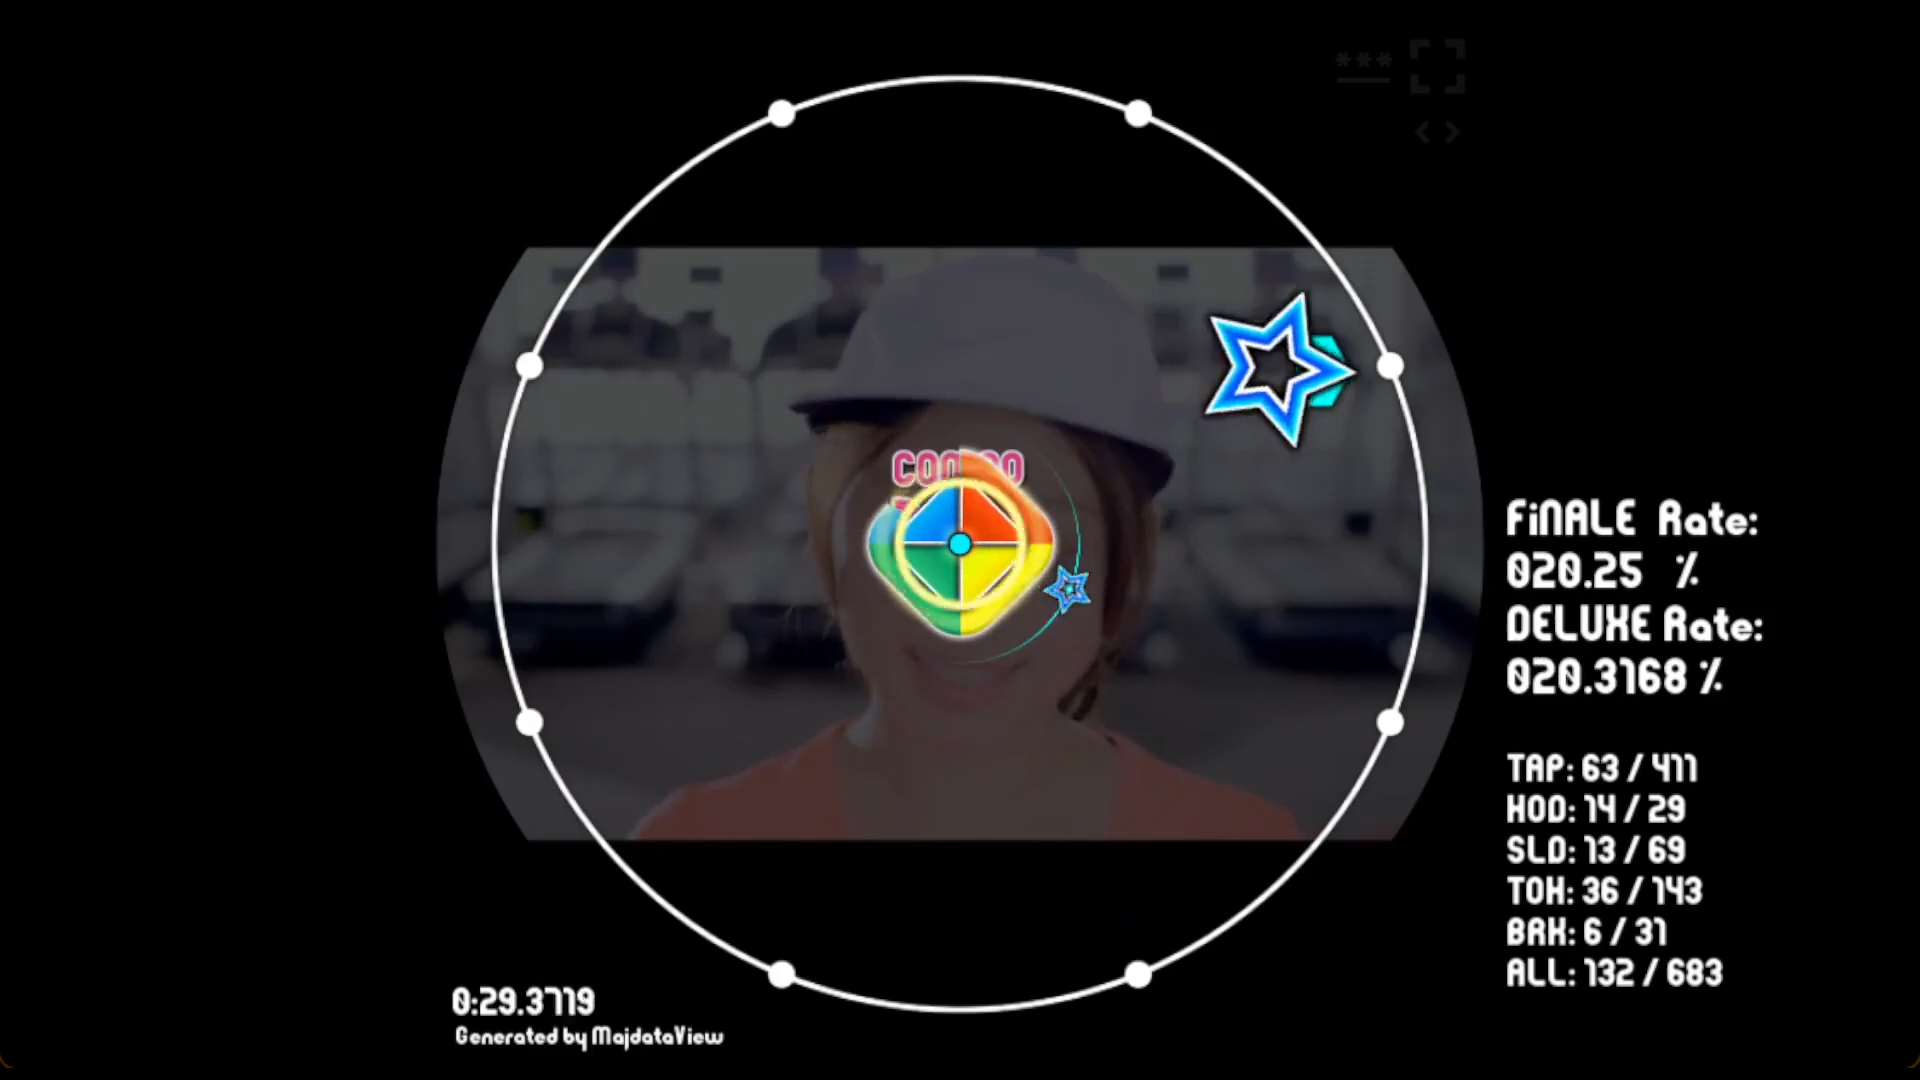 ***
< >
FiNALE Rate:
020.25 %
DELUXE Rate:
020.3168 %
TAP: 63 / 411
HOD: 14 / 29
SLD: 13 / 69
TOH: 36 / 143
BRK: 6 / 31
ALL: 132 / 683
0:29.3719
Generated by MajdataView